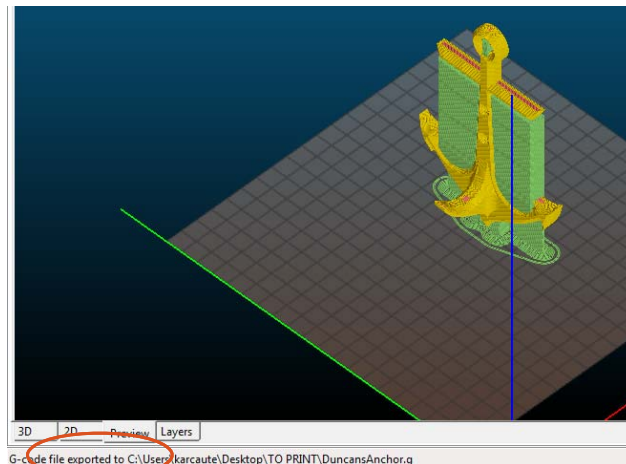 3D 2D Preview Layers
G-code file exported to C:\Users\karcaute\Desktop\TO PRINT\DuncansAnchor.g